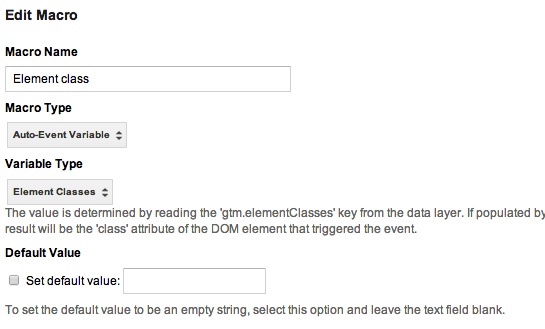 Edit Macro
Macro Name
Element class
Macro Type
Auto-Event Variable
Variable Type
Element Classes
The value is determined by reading the 'gtm.elementClasses' key from the data layer. If populated by
result will be the 'class' attribute of the DOM element that triggered the event.
Default Value
Set default value:
To set the default value to be an empty string, select this option and leave the text field blank.